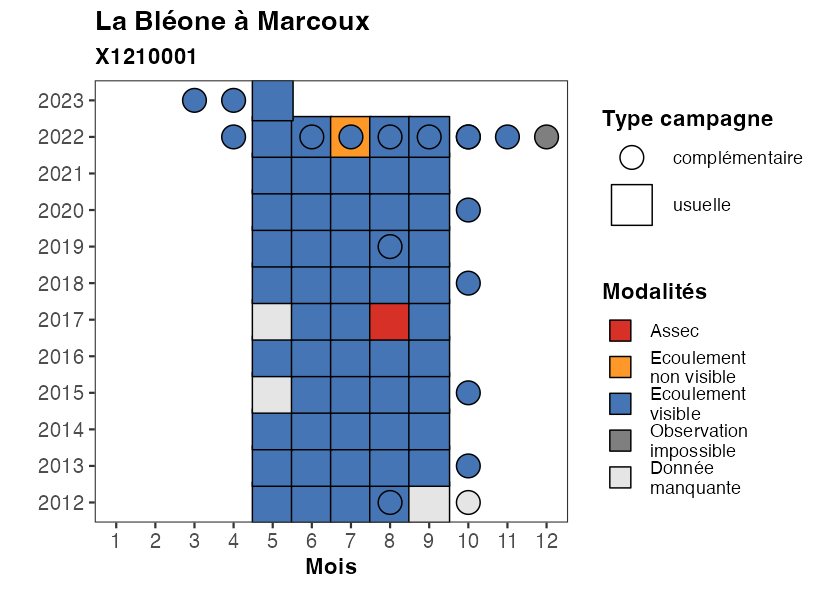 La Bléone à Marcoux
X1210001
2023
2022
2021
2020
2019
2018
2017
2016
2015
2014
2013
2012
1 2 3 4 5 6 7 8 9 10 11 12
Mois
Type campagne
complémentaire
usuelle
Modalités
Assec
Ecoulement
non visible
Ecoulement
visible
Observation
impossible
Donnée
manquante